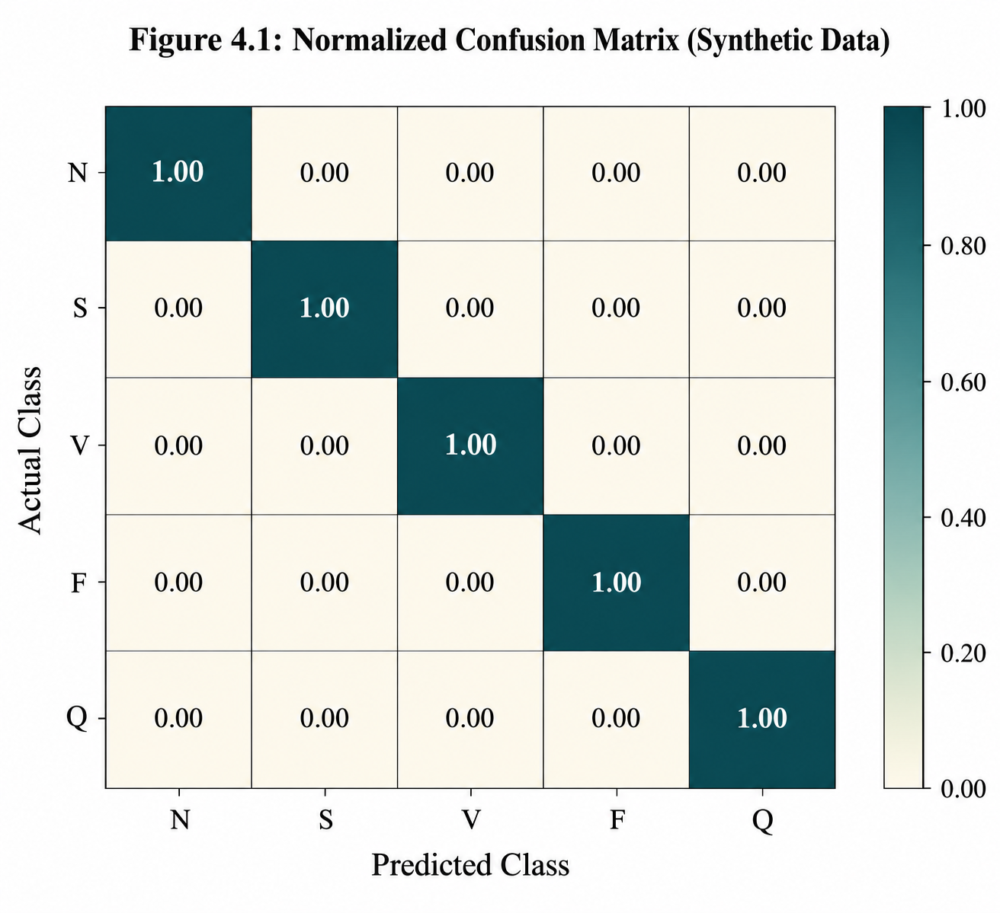 Figure 4.1: Normalized Confusion Matrix (Synthetic Data)
N 1.00 0.00 0.00 0.00 0.00
S 0.00 1.00 0.00 0.00 0.00
V 0.00 0.00 1.00 0.00 0.00
F 0.00 0.00 0.00 1.00 0.00
Q 0.00 0.00 0.00 0.00 1.00
N S V F Q
Predicted Class
Actual Class
1.00
0.80
0.60
0.40
0.20
0.00